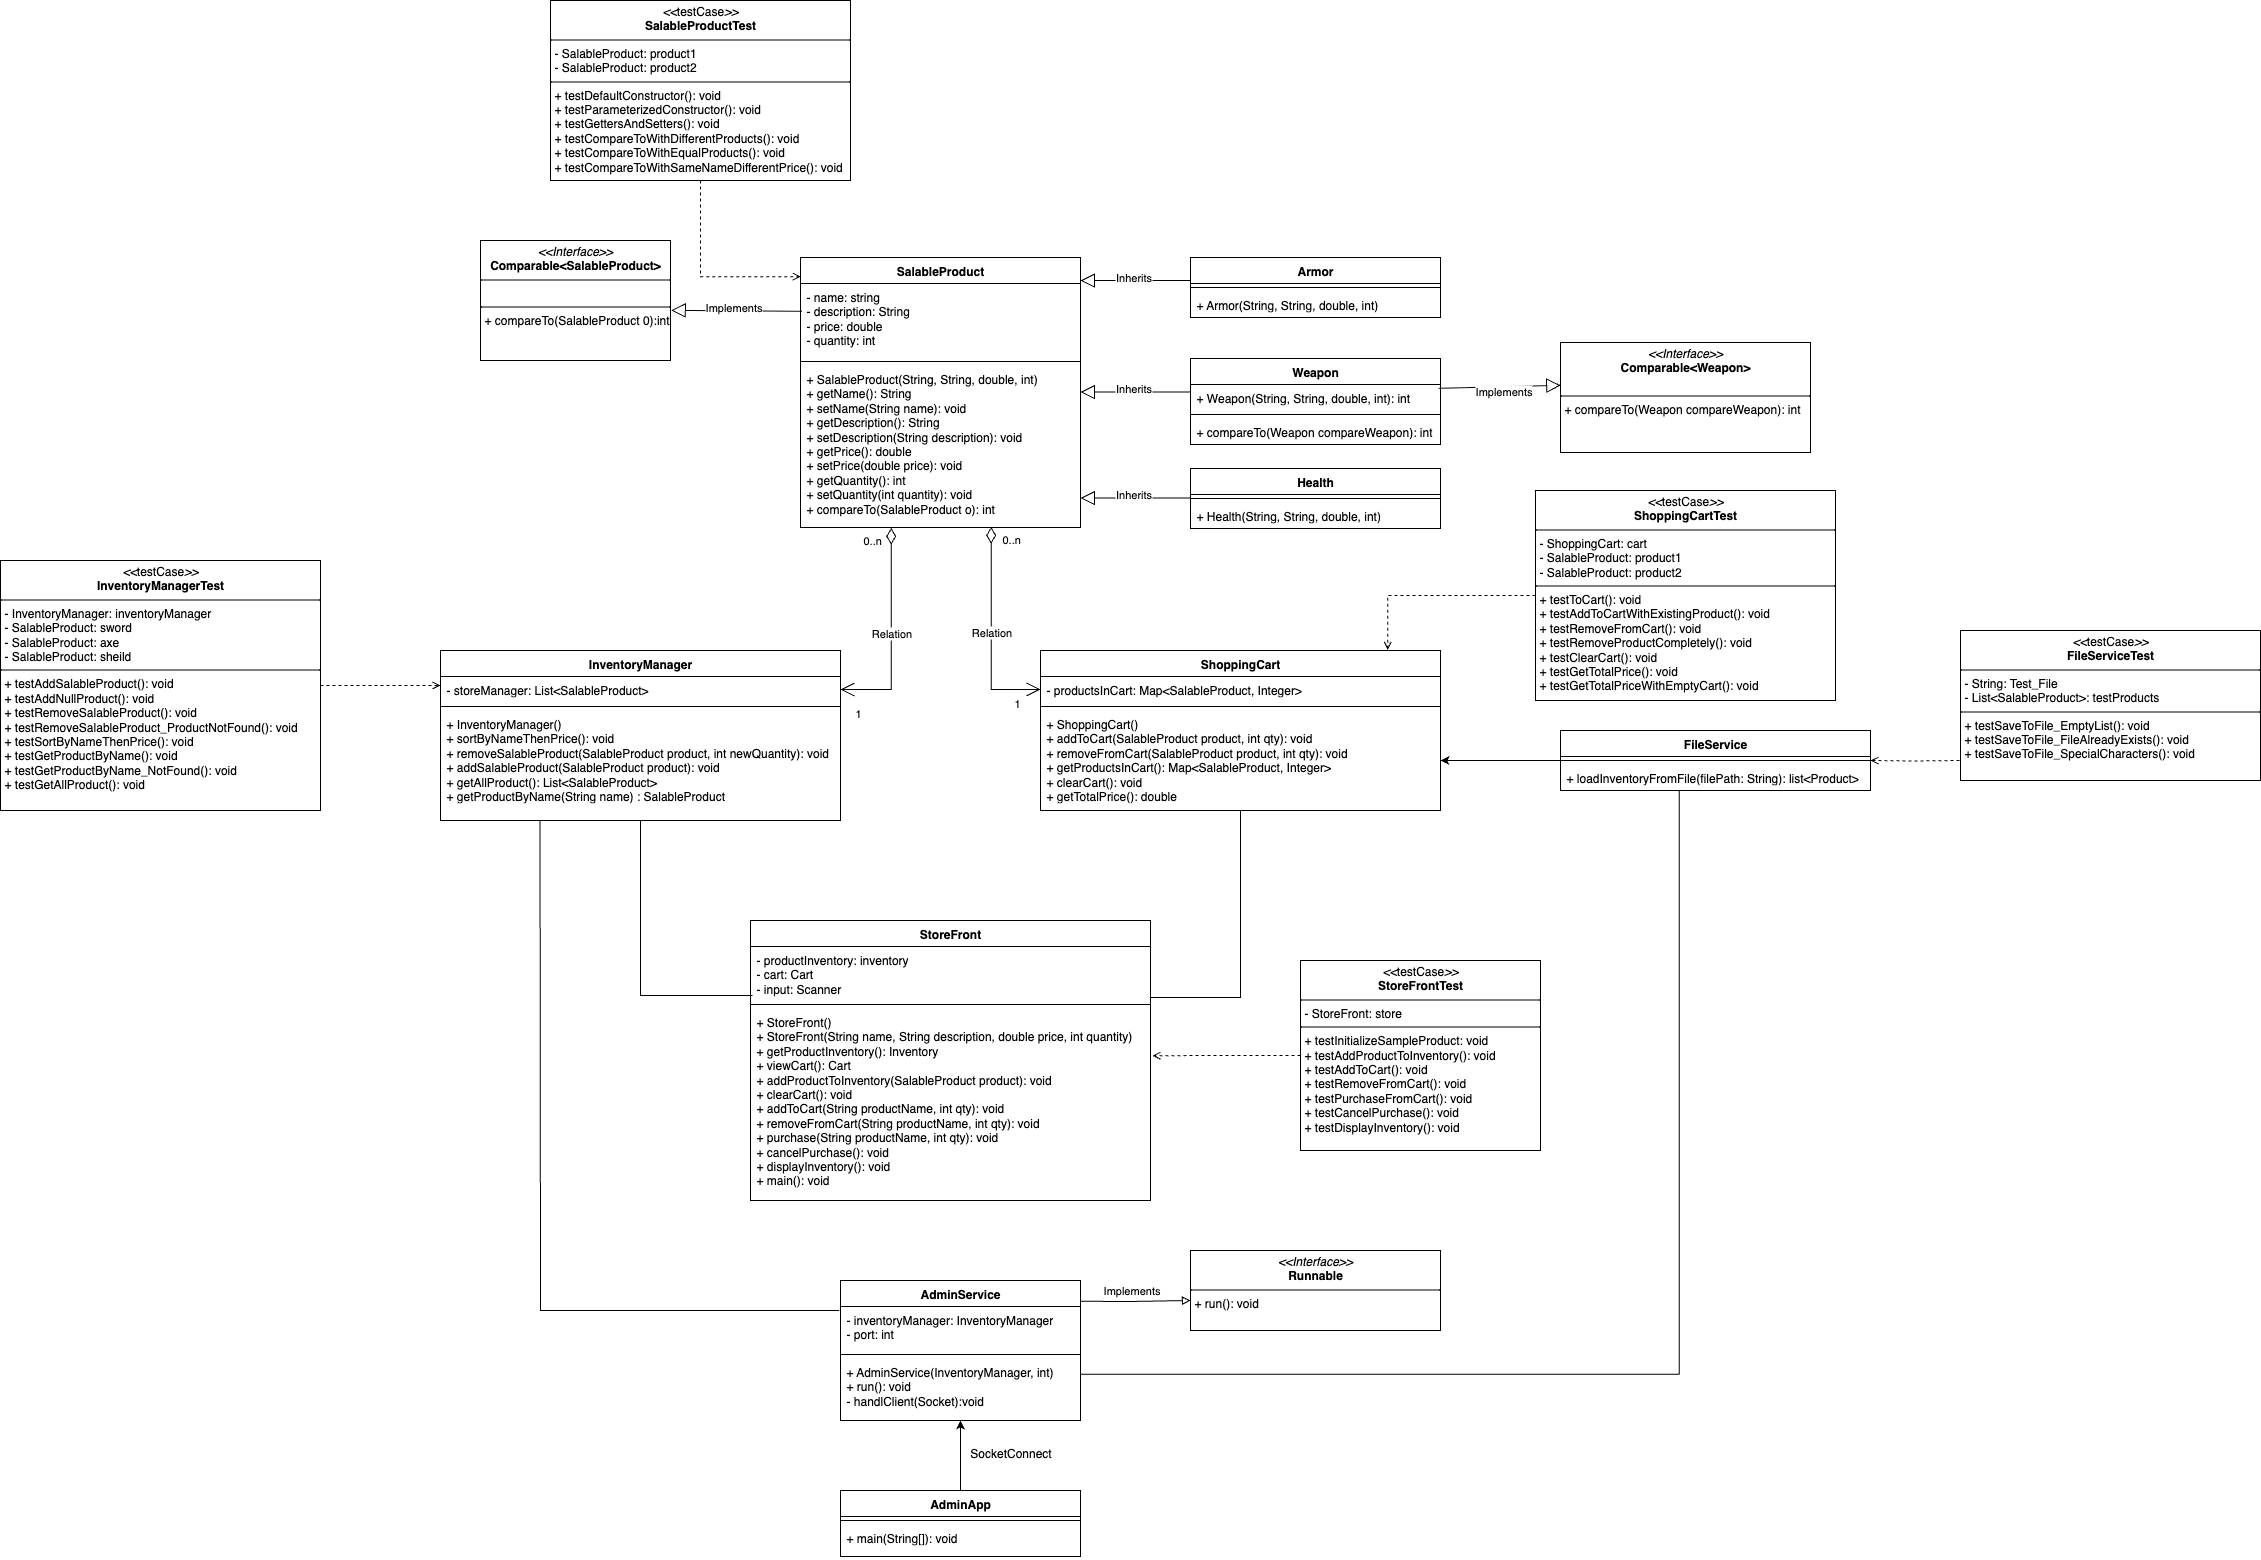 <<testCase>>
SalableProductTest
- SalableProduct: product1
- SalableProduct: product2
+ testDefaultConstructor(): void
+ testParameterizedConstructor(): void
+ testGettersAndSetters(): void
+ testCompareToWithDifferentProducts(): void
+ testCompareToWithEqualProducts(): void
+ testCompareToWithSameNameDifferentPrice(): void
<<Interface>>
Comparable<SalableProduct>
+ compareTo(SalableProduct 0):int
Implements
SalableProduct
- name: string
- description: String
- price: double
- quantity: int
+ SalableProduct(String, String, double, int)
+ getName(): String
+ setName(String name): void
+ getDescription(): String
+ setDescription(String description): void
+ getPrice(): double
+ setPrice(double price): void
+ getQuantity(): int
+ setQuantity(int quantity): void
+ compareTo(SalableProduct o): int
Inherits
Armor
+ Armor(String, String, double, int)
Inherits
Weapon
+ Weapon(String, String, double, int): int
+ compareTo(Weapon compareWeapon): int
Implements
<<Interface>>
Comparable<Weapon>
+ compareTo(Weapon compareWeapon): int
Inherits
Health
+ Health(String, String, double, int)
<<testCase>>
ShoppingCartTest
- ShoppingCart: cart
- SalableProduct: product1
- SalableProduct: product2
+ testToCart(): void
+ testAddToCartWithExistingProduct(): void
+ testRemoveFromCart(): void
+ testRemoveProductCompletely(): void
+ testClearCart(): void
+ testGetTotalPrice(): void
+ testGetTotalPriceWithEmptyCart(): void
0..n
0..n
Relation
Relation
1
1
<<testCase>>
InventoryManagerTest
- InventoryManager: inventoryManager
- SalableProduct: sword
- SalableProduct: axe
- SalableProduct: sheild
+ testAddSalableProduct(): void
+ testAddNullProduct(): void
+ testRemoveSalableProduct(): void
+ testRemoveSalableProduct_ProductNotFound(): void
+ testSortByNameThenPrice(): void
+ testGetProductByName(): void
+ testGetProductByName_NotFound(): void
+ testGetAllProduct(): void
InventoryManager
- storeManager: List<SalableProduct>
+ InventoryManager()
+ sortByNameThenPrice(): void
+ removeSalableProduct(SalableProduct product, int newQuantity): void
+ addSalableProduct(SalableProduct product): void
+ getAllProduct(): List<SalableProduct>
+ getProductByName(String name) : SalableProduct
ShoppingCart
- productsInCart: Map<SalableProduct, Integer>
+ ShoppingCart()
+ addToCart(SalableProduct product, int qty): void
+ removeFromCart(SalableProduct product, int qty): void
+ getProductsInCart(): Map<SalableProduct, Integer>
+ clearCart(): void
+ getTotalPrice(): double
FileService
+ loadInventoryFromFile(filePath: String): list<Product>
<<testCase>>
FileServiceTest
- String: Test_File
- List<SalableProduct>: testProducts
+ testSaveToFile_EmptyList(): void
+ testSaveToFile_FileAlreadyExists(): void
+ testSaveToFile_SpecialCharacters(): void
StoreFront
- productInventory: inventory
- cart: Cart
- input: Scanner
+ StoreFront()
+ StoreFront(String name, String description, double price, int quantity)
+ getProductInventory(): Inventory
+ viewCart(): Cart
+ addProductToInventory(SalableProduct product): void
+ clearCart(): void
+ addToCart(String productName, int qty): void
+ removeFromCart(String productName, int qty): void
+ purchase(String productName, int qty): void
+ cancelPurchase(): void
+ displayInventory(): void
+ main(): void
<<testCase>>
StoreFrontTest
- StoreFront: store
+ testInitializeSampleProduct: void
+ testAddProductToInventory(): void
+ testAddToCart(): void
+ testRemoveFromCart(): void
+ testPurchaseFromCart(): void
+ testCancelPurchase(): void
+ testDisplayInventory(): void
AdminService
- inventoryManager: InventoryManager
- port: int
+ AdminService(InventoryManager, int)
+ run(): void
- handlClient(Socket):void
Implements
<<Interface>>
Runnable
+ run(): void
SocketConnect
AdminApp
+ main(String[]): void